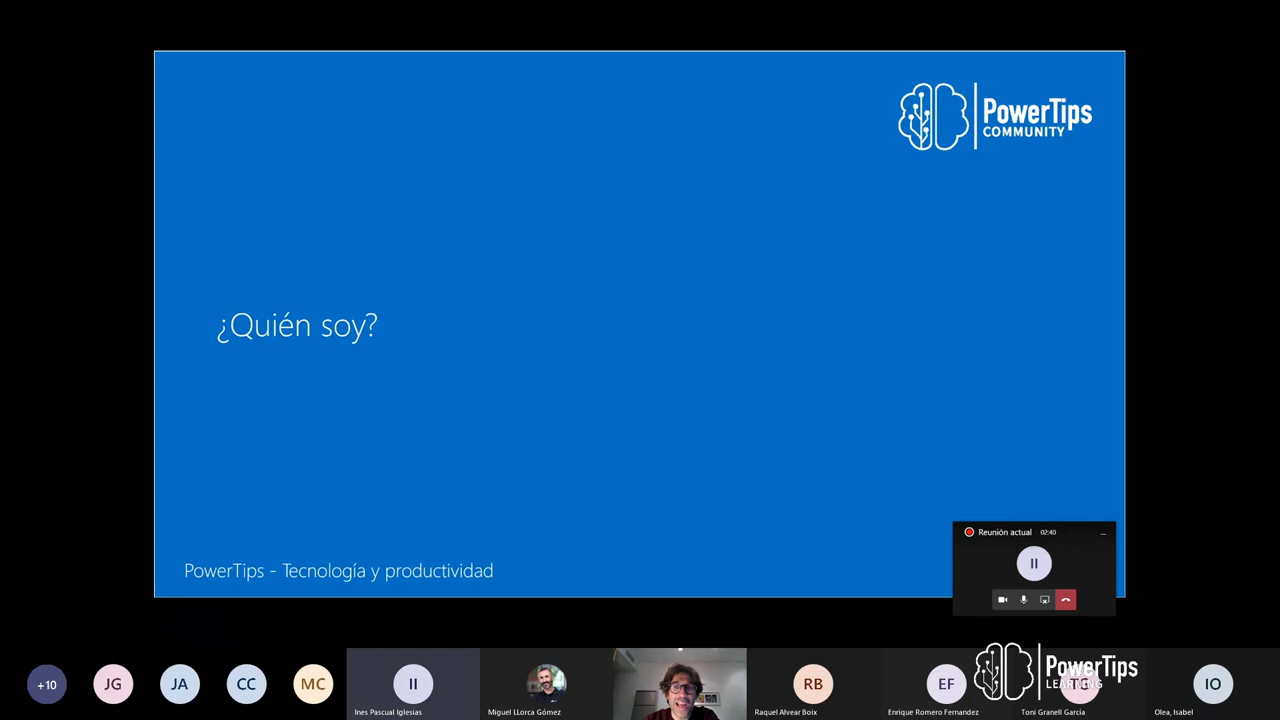 PowerTips
COMMUNITY
¿Quién soy?
PowerTips - Tecnología y productividad
Reunión actual 02:40
II
+10
JG
JA
CC
MC
II
RB
EF
IO
PowerTips
LEARNING
Ines Pascual Iglesias
Miguel LLorca Gómez
Raquel Alvear Boix
Enrique Romero Fernandez
Toni Granell Garcia
Olea, Isabel